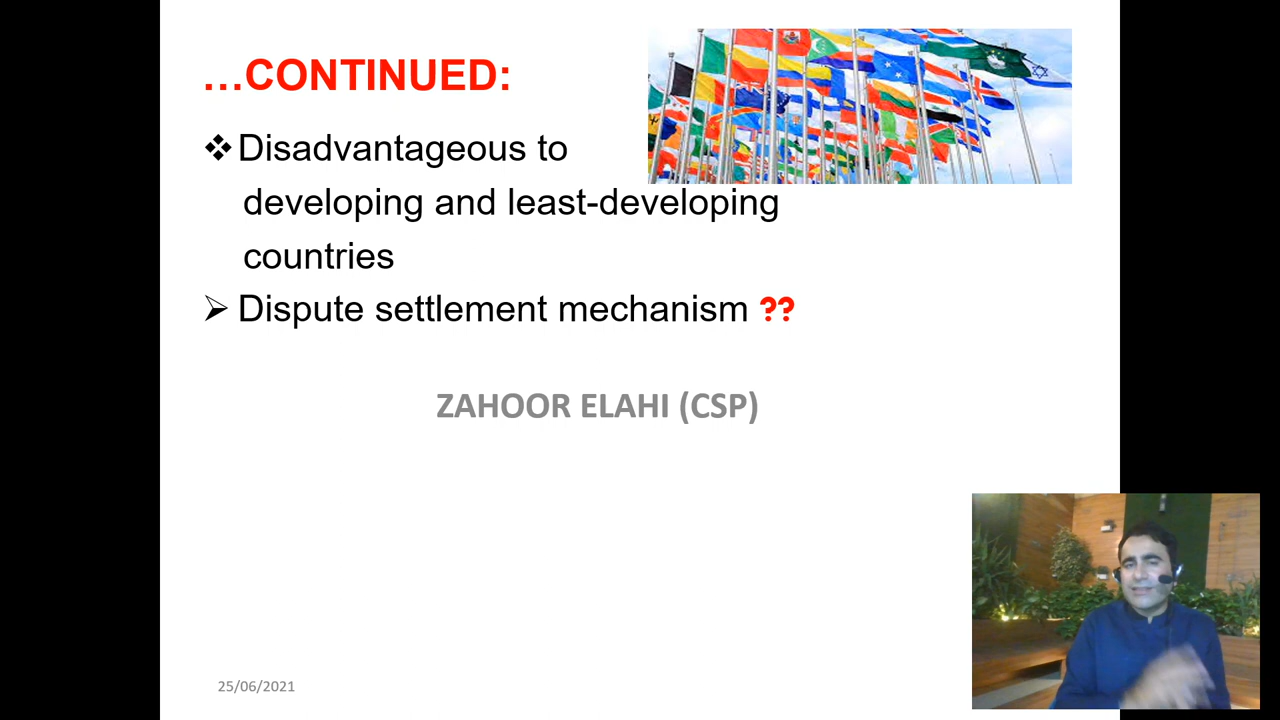 ...CONTINUED:
❖Disadvantageous to
developing and least-developing
countries
➢Dispute settlement mechanism ??
ZAHOOR ELAHI (CSP)
25/06/2021